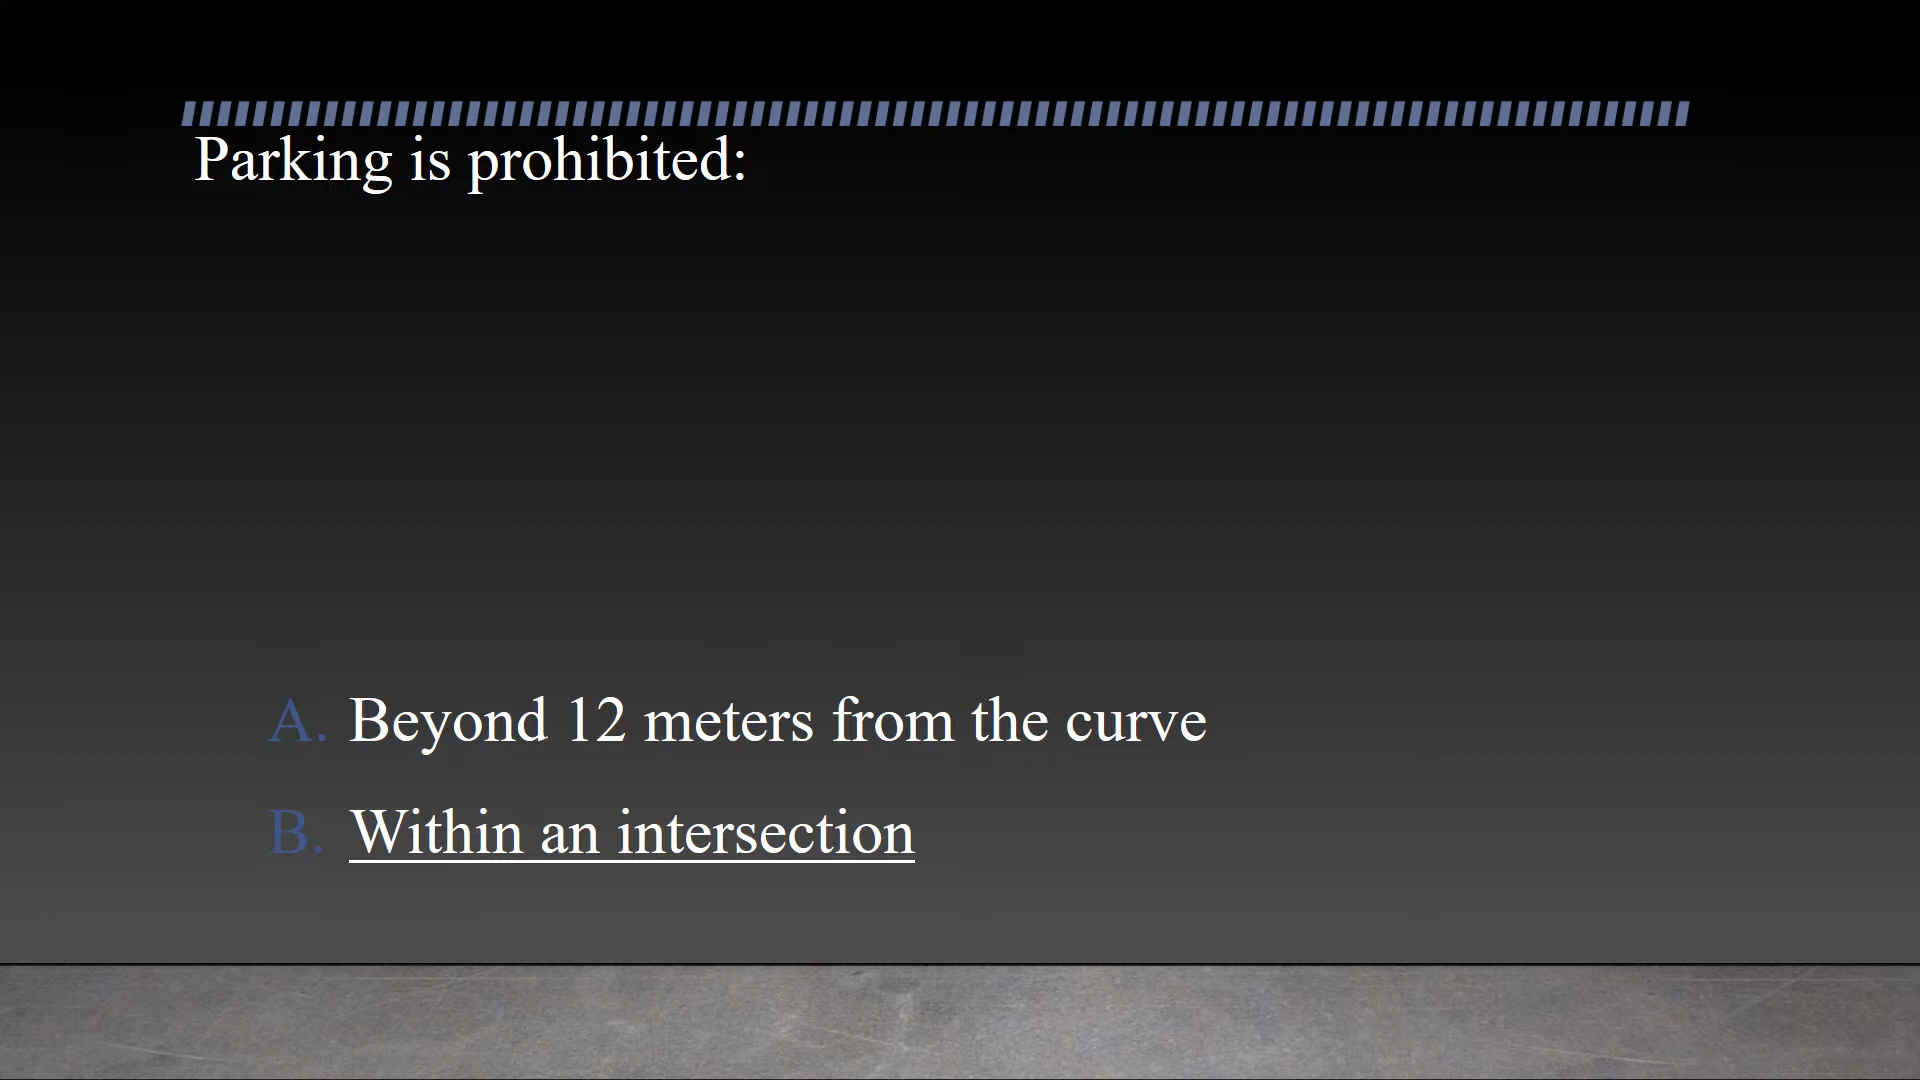 Parking is prohibited:
A. Beyond 12 meters from the curve
B. Within an intersection